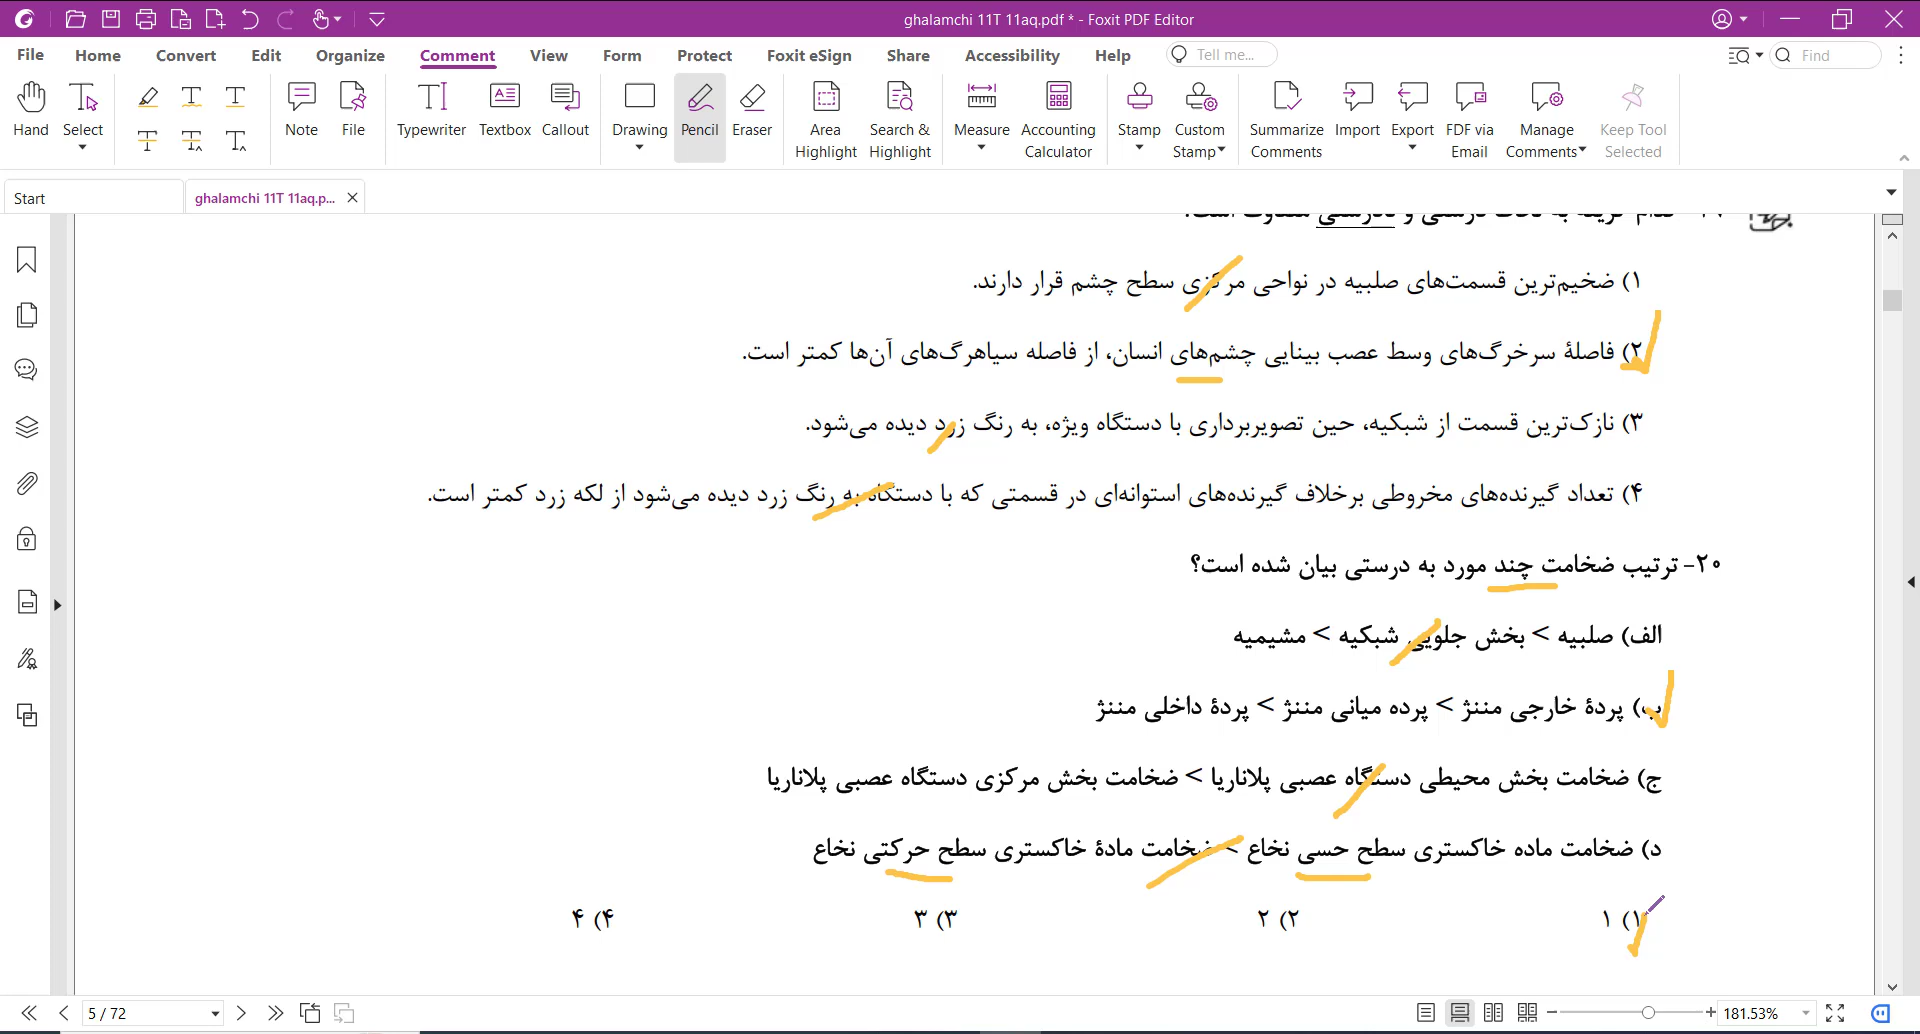 ghalamchi 11T 11aq.pdf * - Foxit PDF Editor
File Home Convert Edit Organize Comment View Form Protect Foxit eSign Share Accessibility Help Tell me... Find
Hand Select Note File Typewriter Textbox Callout Drawing Pencil Eraser Area Highlight Search & Highlight Measure Accounting Calculator Stamp Custom Stamp Summarize Comments Import Export FDF via Email Manage Comments Keep Tool Selected
Start ghalamchi 11T 11aq.p...
۱) ضخیم‌ترین قسمت‌های صلبیه در نواحی مرکزی سطح چشم قرار دارند.
۲) فاصلهٔ سرخرگ‌های وسط عصب بینایی چشم‌های انسان، از فاصله سیاهرگ‌های آن‌ها کمتر است.
۳) نازک‌ترین قسمت از شبکیه، حین تصویربرداری با دستگاه ویژه، به رنگ زرد دیده می‌شود.
۴) تعداد گیرنده‌های مخروطی برخلاف گیرنده‌های استوانه‌ای در قسمتی که با دستگاه به رنگ زرد دیده می‌شود از لکه زرد کمتر است.
۲۰- ترتیب ضخامت چند مورد به درستی بیان شده است؟
الف) صلبیه > بخش جلویی شبکیه > مشیمیه
ب) پردهٔ خارجی مننژ > پرده میانی مننژ > پردهٔ داخلی مننژ
ج) ضخامت بخش محیطی دستگاه عصبی پلاناریا > ضخامت بخش مرکزی دستگاه عصبی پلاناریا
د) ضخامت ماده خاکستری سطح حسی نخاع > ضخامت مادهٔ خاکستری سطح حرکتی نخاع
۱) ۱ ۲) ۲ ۳) ۳ ۴) ۴
5 / 72 181.53%